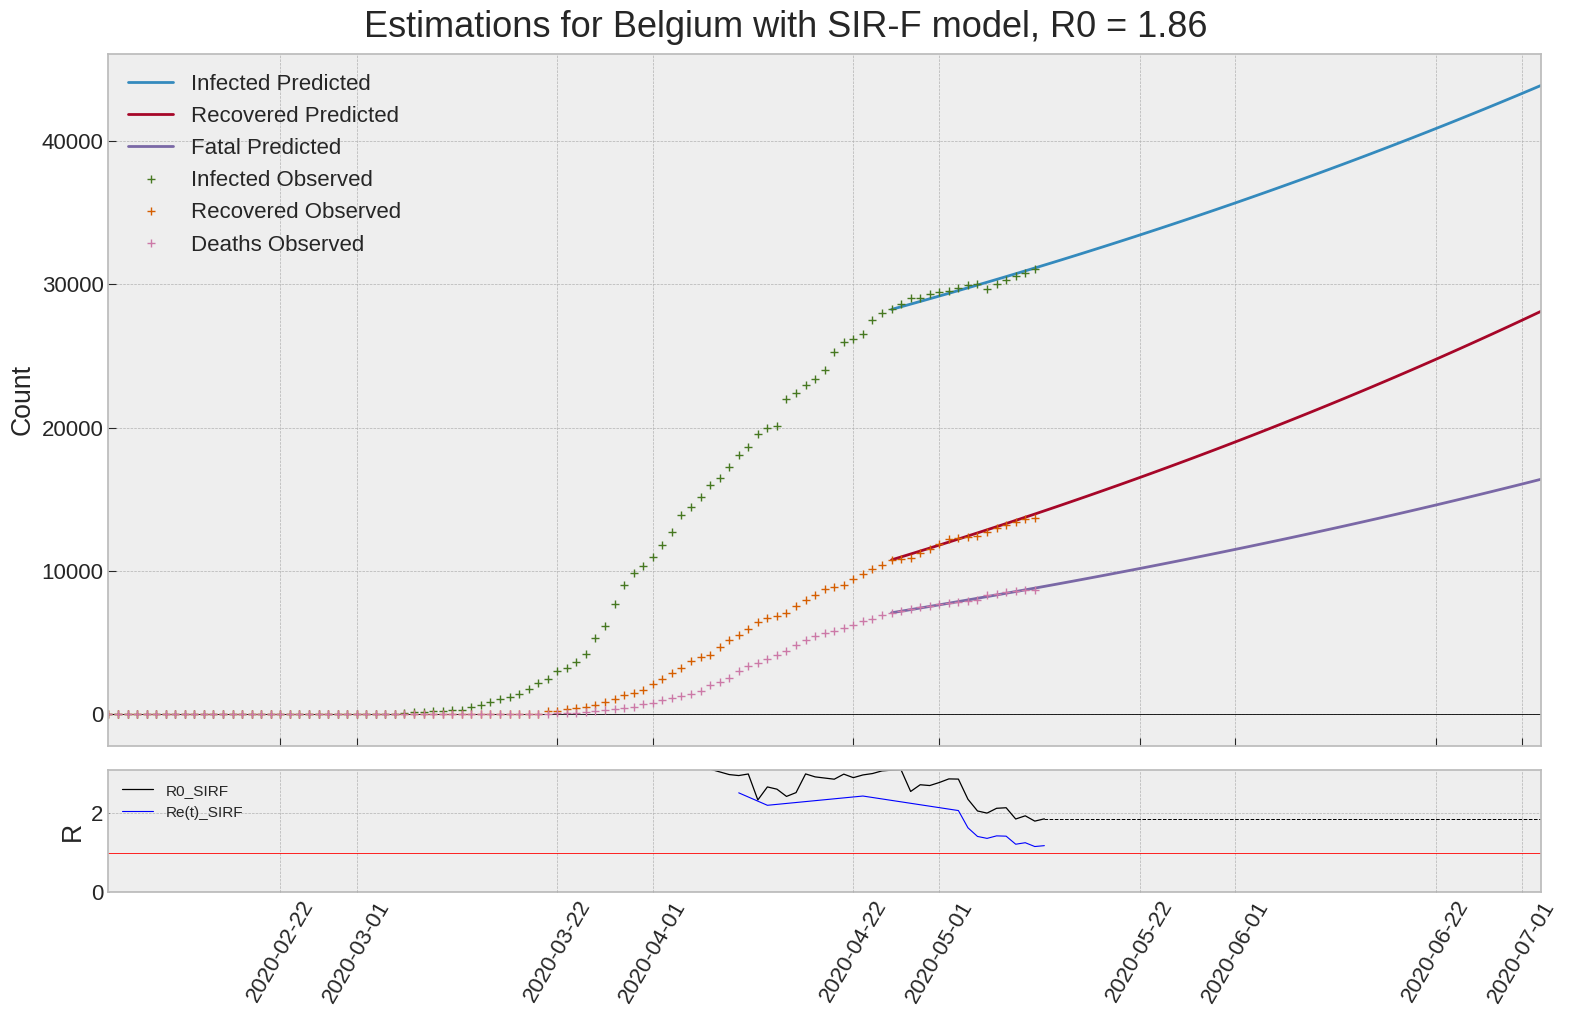 Estimations for Belgium with SIR-F model, R0 = 1.86
Infected Predicted
Recovered Predicted
Fatal Predicted
Infected Observed
Recovered Observed
Deaths Observed
Count
40000
30000
20000
10000
0
R0_SIRF
Re(t)_SIRF
R
2
0
2020-02-22
2020-03-01
2020-03-22
2020-04-01
2020-04-22
2020-05-01
2020-05-22
2020-06-01
2020-06-22
2020-07-01